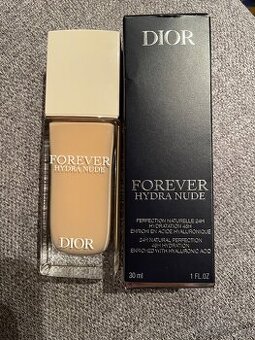 FOREVER
HYDRA NUDE
DIOR
DIOR
FOREVER
HYDRA NUDE
PERFECTION NATURELLE 24H
HYDRATATION 48H
ENRICHI EN ACIDE HYALURONIQUE
24H NATURAL PERFECTION
48H HYDRATION
ENRICHED WITH HYALURONIC ACID
30 ml 1 FL.OZ